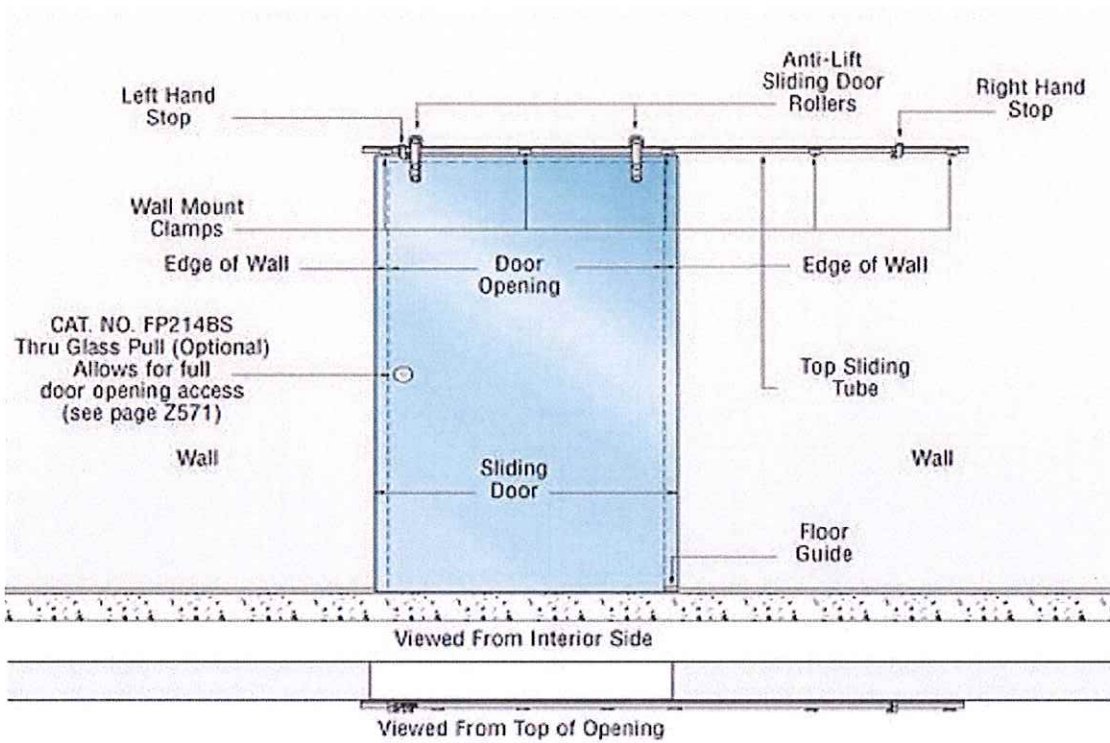 Anti-Lift
Sliding Door
Rollers
Left Hand
Stop
Right Hand
Stop
Wall Mount
Clamps
Edge of Wall
Door
Opening
Edge of Wall
CAT. NO. FP214BS
Thru Glass Pull (Optional)
Allows for full
door opening access
(see page Z571)
Top Sliding
Tube
Wall
Sliding
Door
Wall
Floor
Guide
Viewed From Interior Side
Viewed From Top of Opening